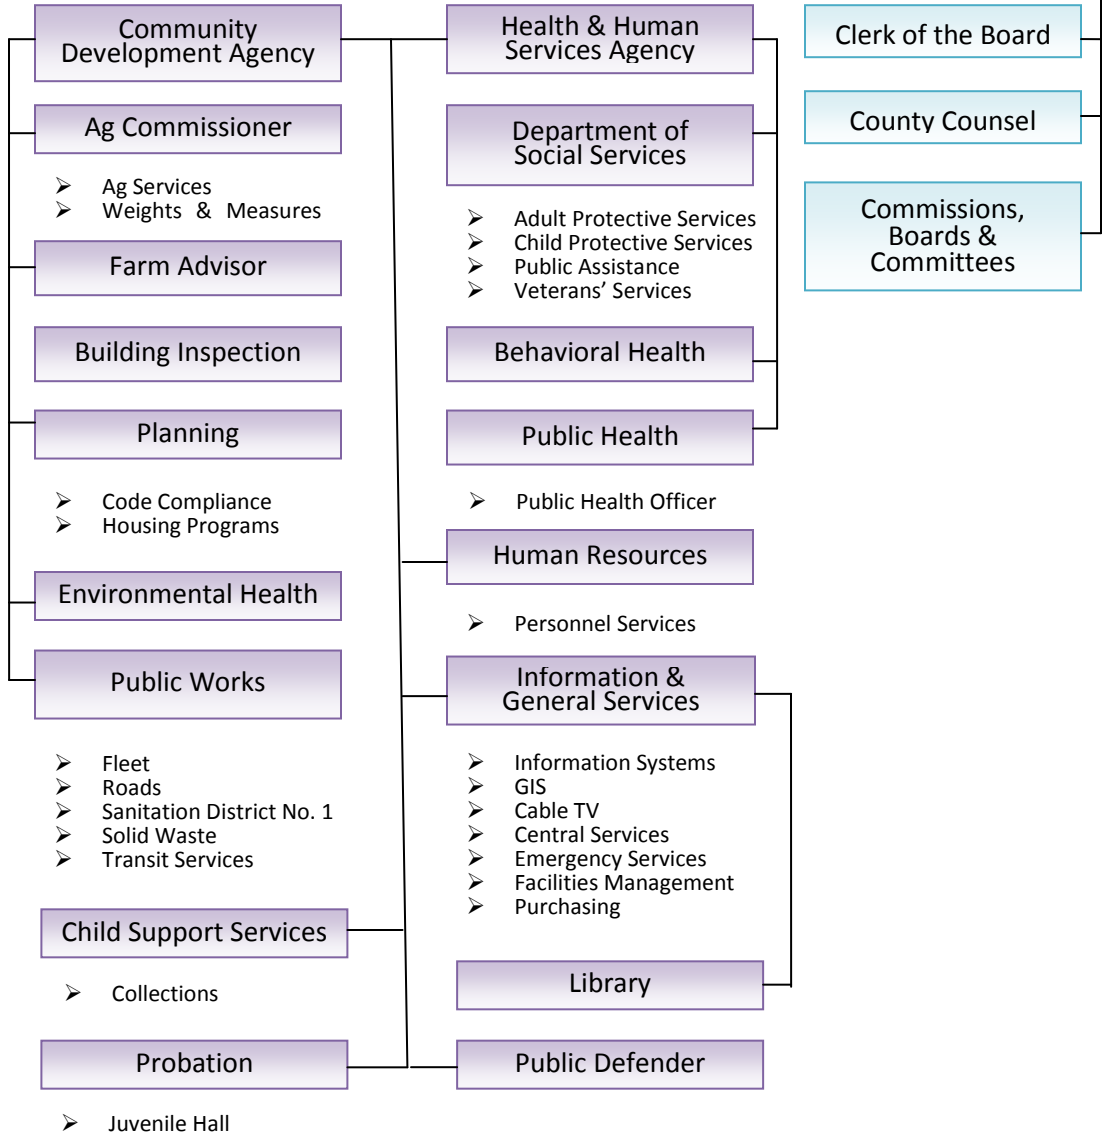 Community
Development Agency
Ag Commissioner
➢ Ag Services
➢ Weights & Measures
Farm Advisor
Building Inspection
Planning
➢ Code Compliance
➢ Housing Programs
Environmental Health
Public Works
➢ Fleet
➢ Roads
➢ Sanitation District No. 1
➢ Solid Waste
➢ Transit Services
Child Support Services
➢ Collections
Probation
➢ Juvenile Hall
Health & Human
Services Agency
Department of
Social Services
➢ Adult Protective Services
➢ Child Protective Services
➢ Public Assistance
➢ Veterans’ Services
Behavioral Health
Public Health
➢ Public Health Officer
Human Resources
➢ Personnel Services
Information &
General Services
➢ Information Systems
➢ GIS
➢ Cable TV
➢ Central Services
➢ Emergency Services
➢ Facilities Management
➢ Purchasing
Library
Public Defender
Clerk of the Board
County Counsel
Commissions,
Boards &
Committees